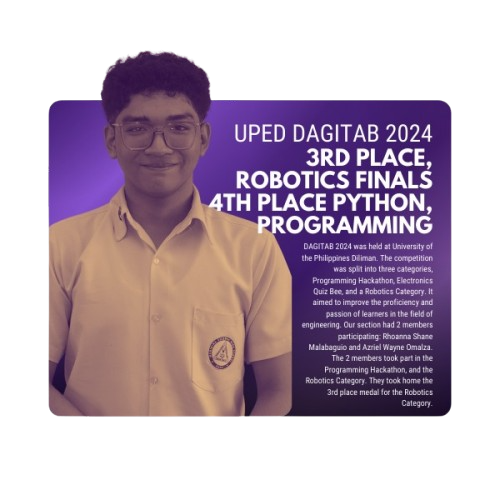 UPED DAGITAB 2024
3RD PLACE,
ROBOTICS FINALS
4TH PLACE PYTHON,
PROGRAMMING
DAGITAB 2024 was held at University of
the Philippines Diliman. The competition
was split into three categories,
Programming Hackathon, Electronics
Quiz Bee, and a Robotics Category. It
aimed to improve the proficiency and
passion of learners in the field of
engineering. Our section had 2 members
participating; Rhoanna Shane
Malabaguio and Azriel Wayne Omalza.
The 2 members took part in the
Programming Hackathon, and the
Robotics Category. They took home the
3rd place medal for the Robotics
Category.